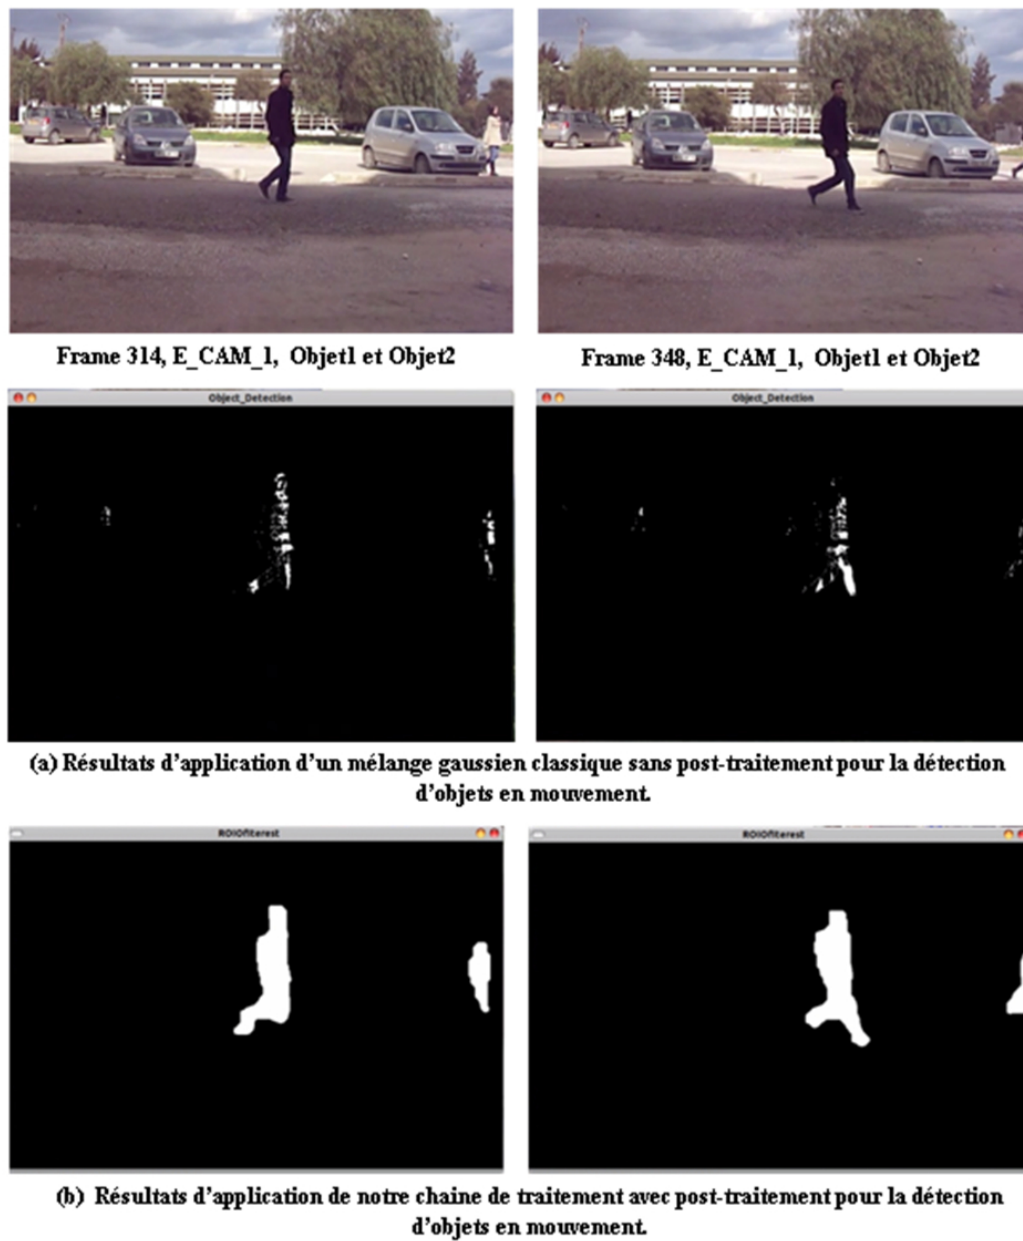 Frame 314, E_CAM_1, Objet1 et Objet2
Frame 348, E_CAM_1, Objet1 et Objet2
Object_Detection
Object_Detection
(a) Résultats d'application d'un mélange gaussien classique sans post-traitement pour la détection
d'objets en mouvement.
ROIOfIterest
ROIOfIterest
(b) Résultats d'application de notre chaine de traitement avec post-traitement pour la détection
d'objets en mouvement.